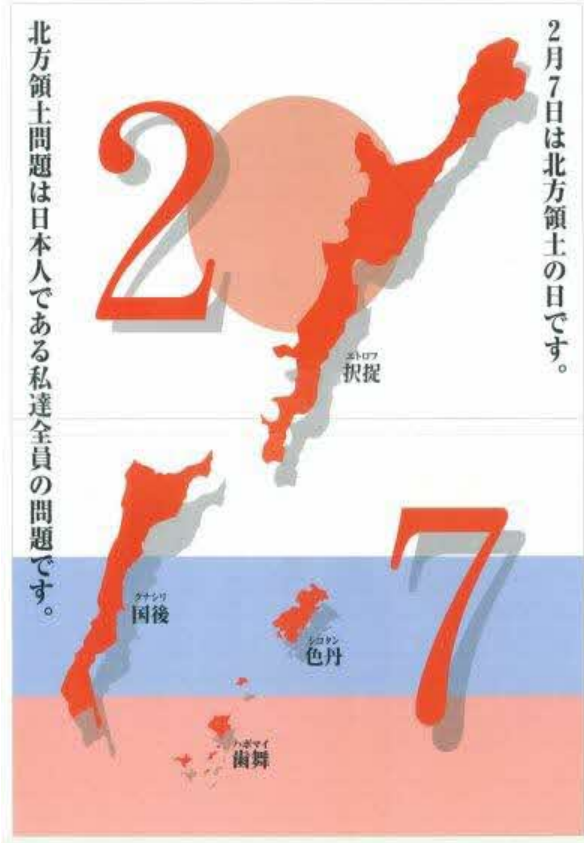 2月7日は北方領土の日です。
2
エトロフ
択捉
7
クナシリ
国後
シコタン
色丹
ハボマイ
歯舞
北方領土問題は日本人である私達全員の問題です。